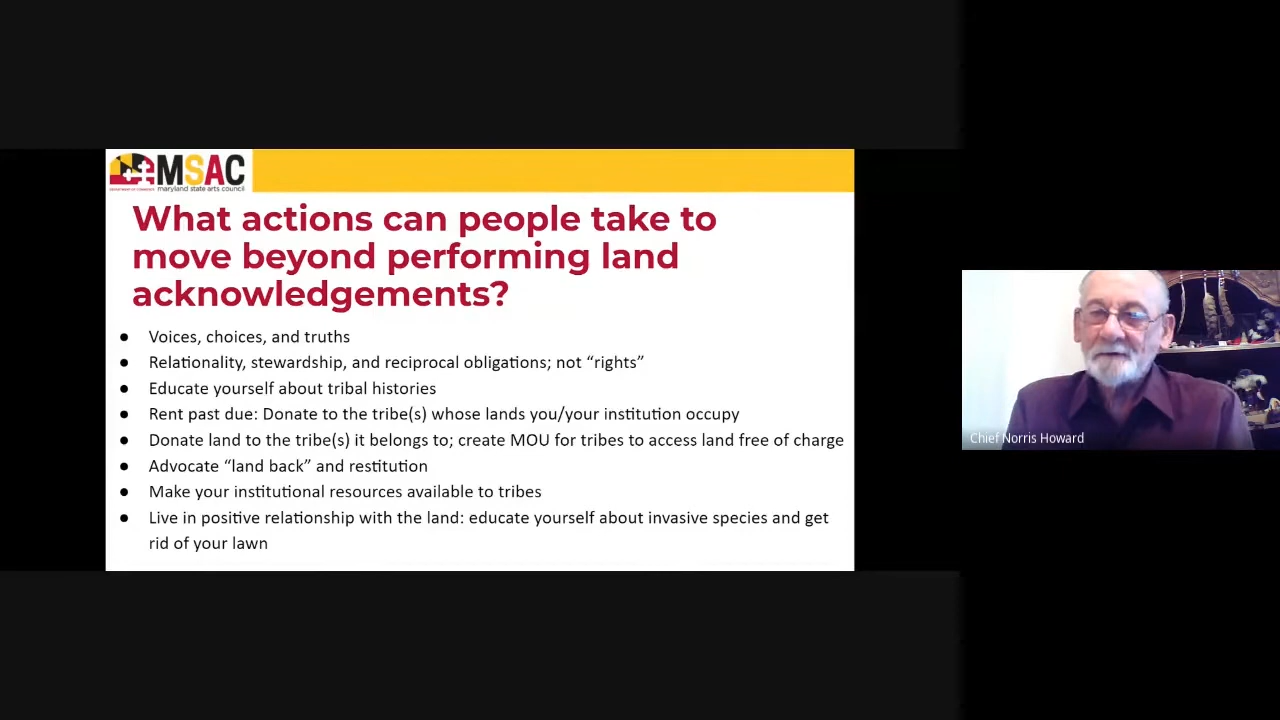 MSAC
DEPARTMENT OF COMMERCE
maryland state arts council
What actions can people take to
move beyond performing land
acknowledgements?
● Voices, choices, and truths
● Relationality, stewardship, and reciprocal obligations; not “rights”
● Educate yourself about tribal histories
● Rent past due: Donate to the tribe(s) whose lands you/your institution occupy
● Donate land to the tribe(s) it belongs to; create MOU for tribes to access land free of charge
● Advocate “land back” and restitution
● Make your institutional resources available to tribes
● Live in positive relationship with the land: educate yourself about invasive species and get
rid of your lawn
Chief Norris Howard